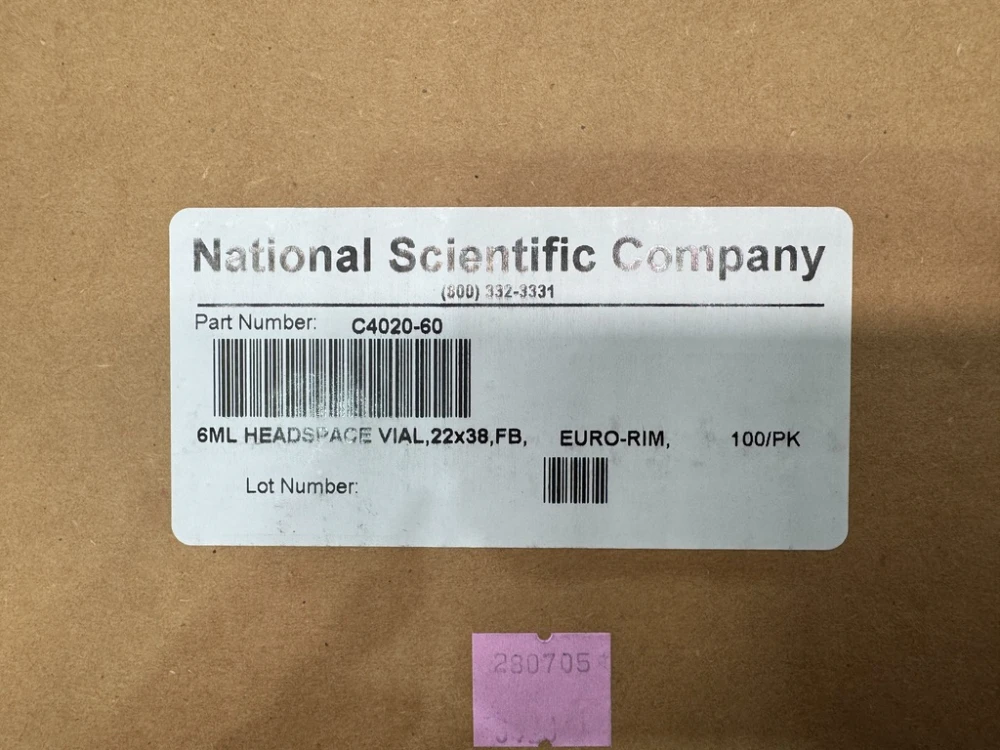 National Scientific Company
(800) 332-3331
Part Number: C4020-60
6ML HEADSPACE VIAL,22x38,FB, EURO-RIM, 100/PK
Lot Number:
280705